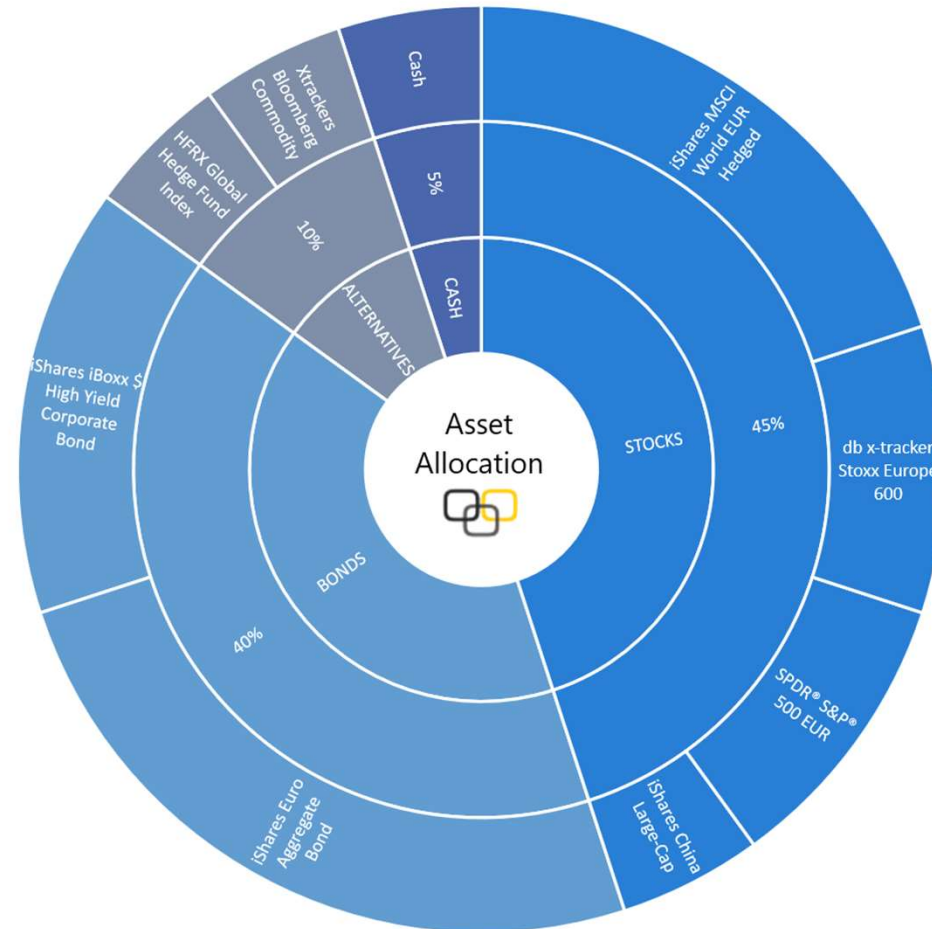 Asset
Allocation
STOCKS
45%
iShares MSCI
World EUR
Hedged
db x-tracker
Stoxx Europe
600
SPDR® S&P®
500 EUR
iShares China
Large-Cap
BONDS
40%
iShares Euro
Aggregate
Bond
iShares iBoxx $
High Yield
Corporate
Bond
ALTERNATIVES
10%
HFRX Global
Hedge Fund
Index
Xtrackers
Bloomberg
Commodity
CASH
5%
Cash